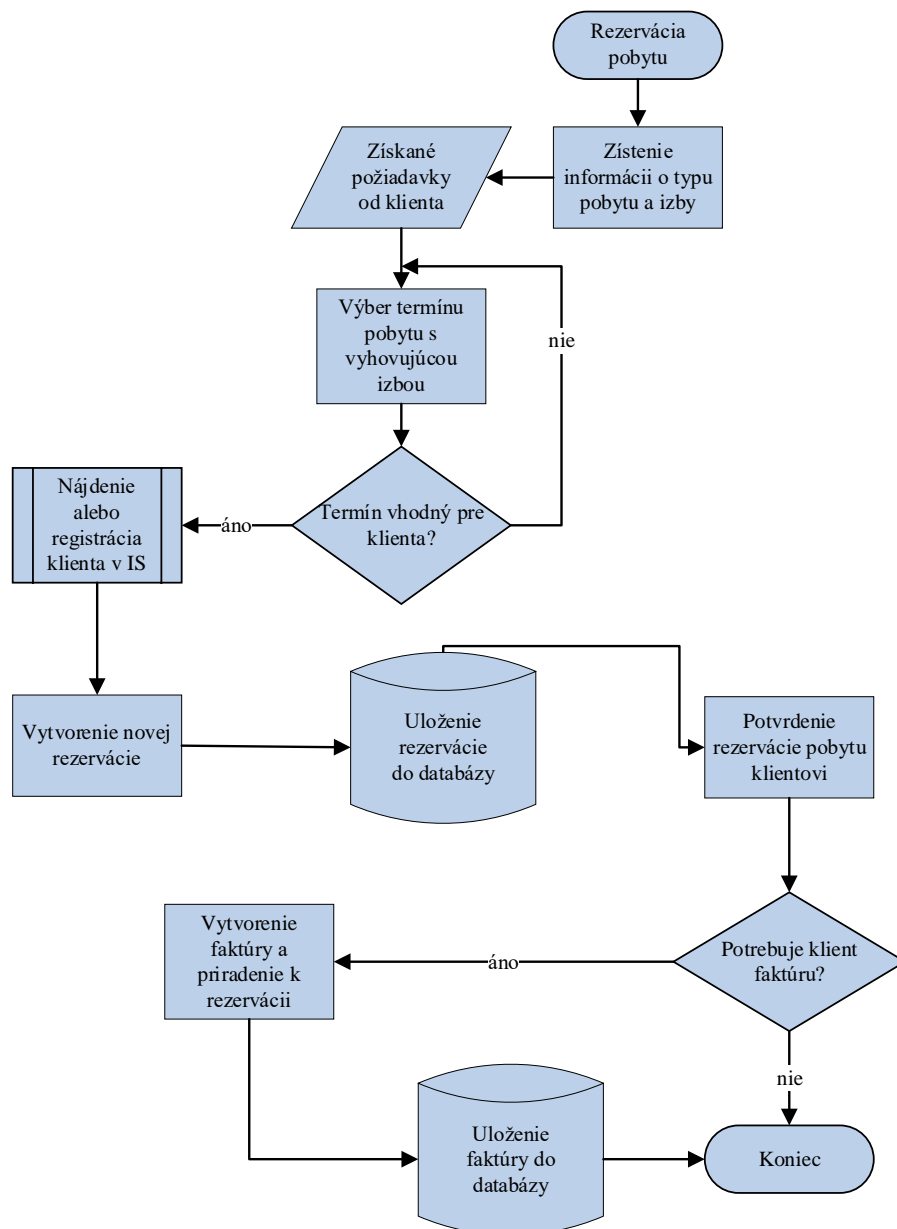 Rezervácia
pobytu
Zístenie
informácii o typu
pobytu a izby
Získané
požiadavky
od klienta
Výber termínu
pobytu s
vyhovujúcou
izbou
nie
Termín vhodný pre
klienta?
áno
Nájdenie
alebo
registrácia
klienta v IS
Vytvorenie novej
rezervácie
Uloženie
rezervácie
do databázy
Potvrdenie
rezervácie pobytu
klientovi
Potrebuje klient
faktúru?
áno
Vytvorenie
faktúry a
priradenie k
rezervácii
nie
Uloženie
faktúry do
databázy
Koniec